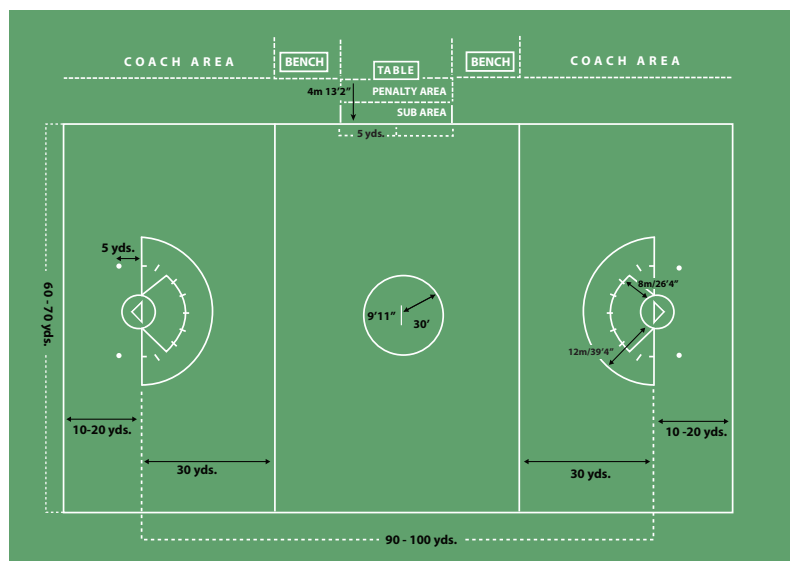 COACH AREA
BENCH
TABLE
BENCH
COACH AREA
4m 13’2”
PENALTY AREA
SUB AREA
5 yds.
5 yds.
60 - 70 yds.
8m/26’4”
9’11”
30’
12m/39’4”
10-20 yds.
10 -20 yds.
30 yds.
30 yds.
90 - 100 yds.